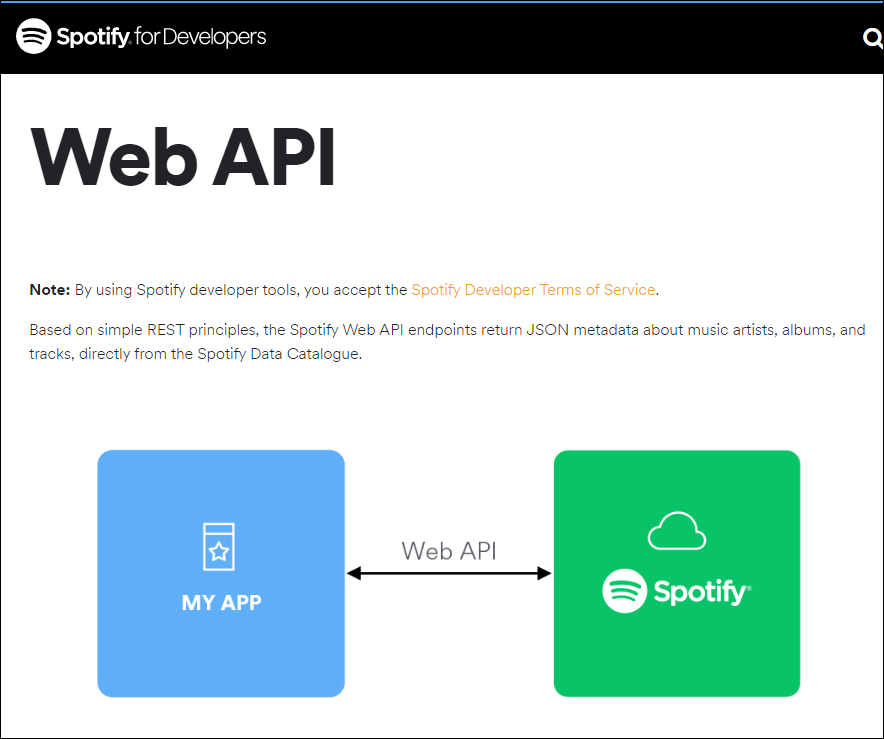 Spotify for Developers
Web API
Note: By using Spotify developer tools, you accept the Spotify Developer Terms of Service.
Based on simple REST principles, the Spotify Web API endpoints return JSON metadata about music artists, albums, and
tracks, directly from the Spotify Data Catalogue.
Web API
MY APP
Spotify®